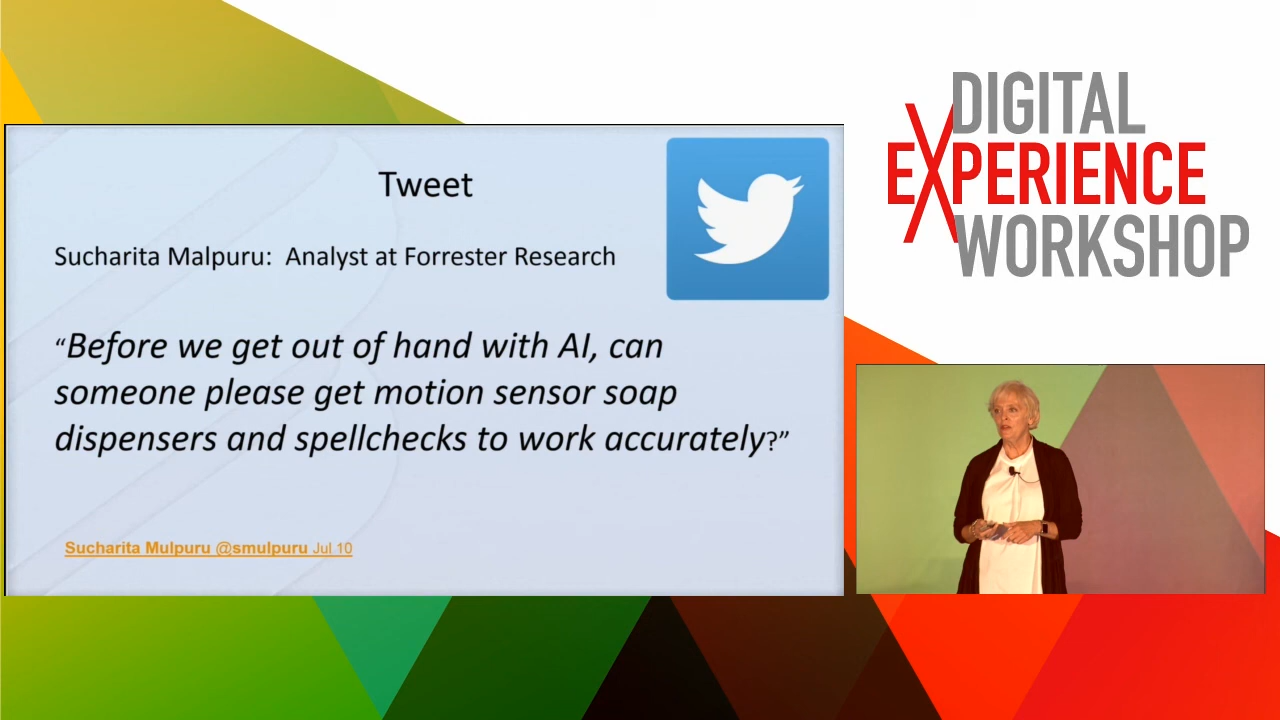 Tweet
Sucharita Malpuru:  Analyst at Forrester Research
“Before we get out of hand with AI, can
someone please get motion sensor soap
dispensers and spellchecks to work accurately?”
Sucharita Mulpuru @smulpuru Jul 10
DIGITAL
EXPERIENCE
WORKSHOP